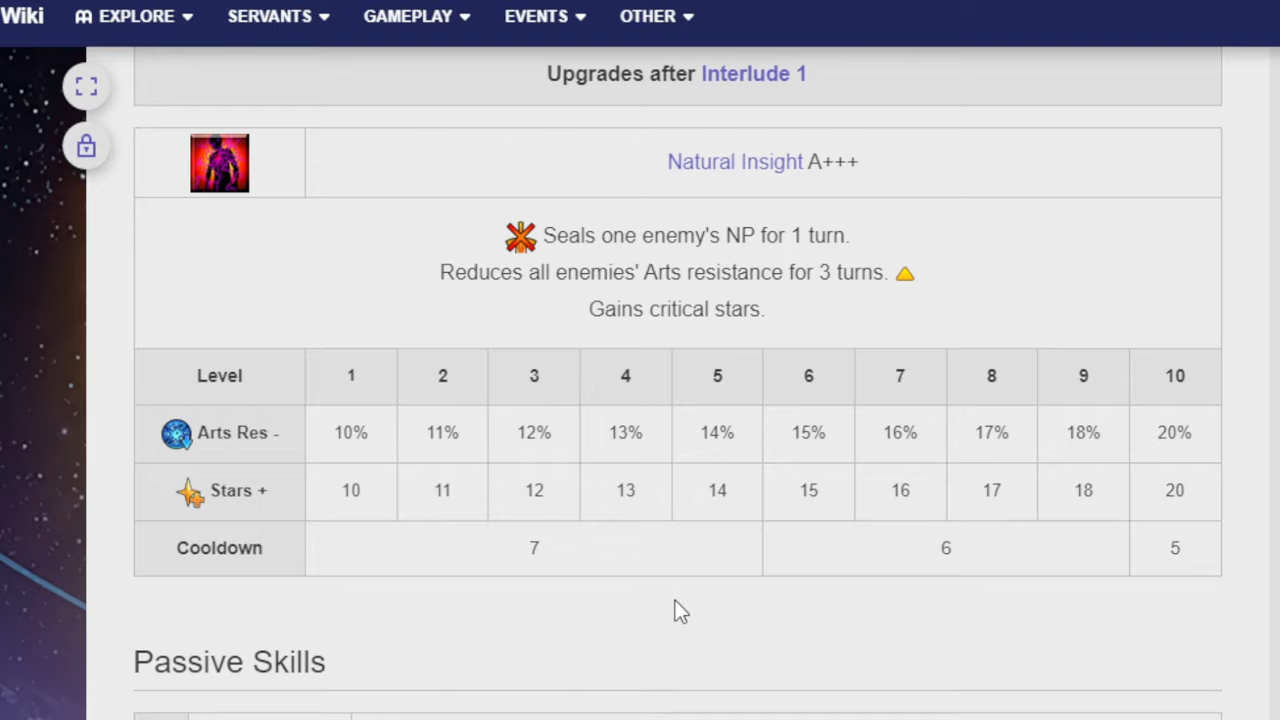 Wiki EXPLORE SERVANTS GAMEPLAY EVENTS OTHER
Upgrades after Interlude 1
Natural Insight A+++
Seals one enemy's NP for 1 turn.
Reduces all enemies' Arts resistance for 3 turns.
Gains critical stars.
Level 1 2 3 4 5 6 7 8 9 10
Arts Res - 10% 11% 12% 13% 14% 15% 16% 17% 18% 20%
Stars + 10 11 12 13 14 15 16 17 18 20
Cooldown 7 6 5
Passive Skills